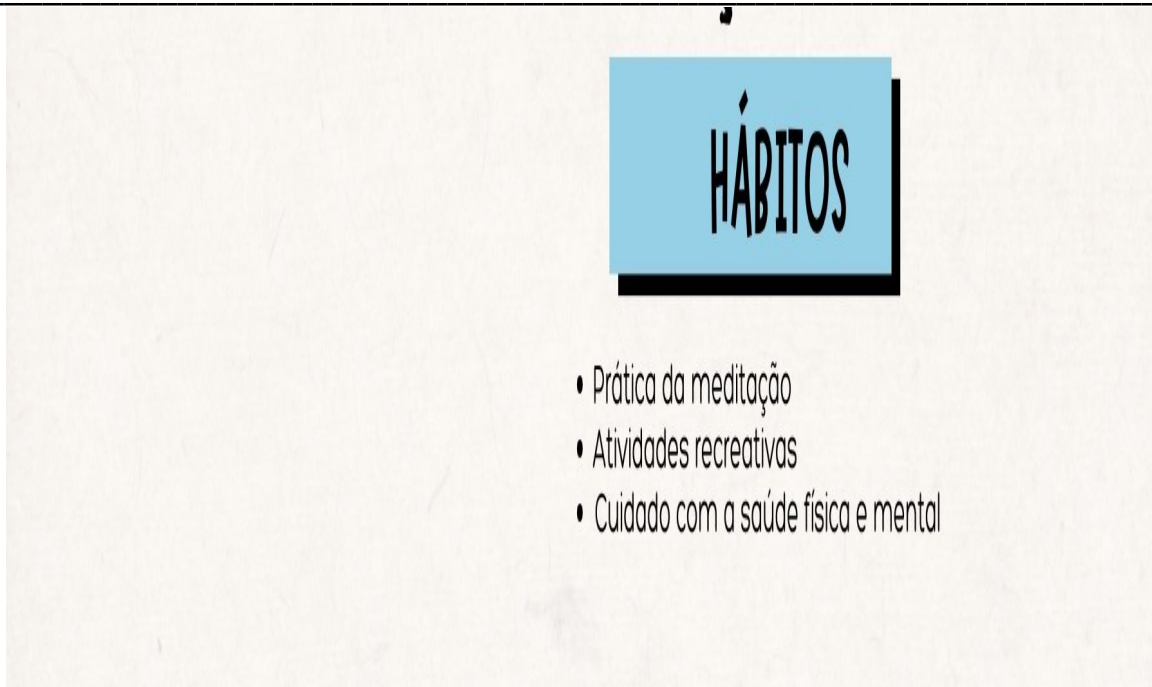 HÁBITOS
• Prática da meditação
• Atividades recreativas
• Cuidado com a saúde física e mental